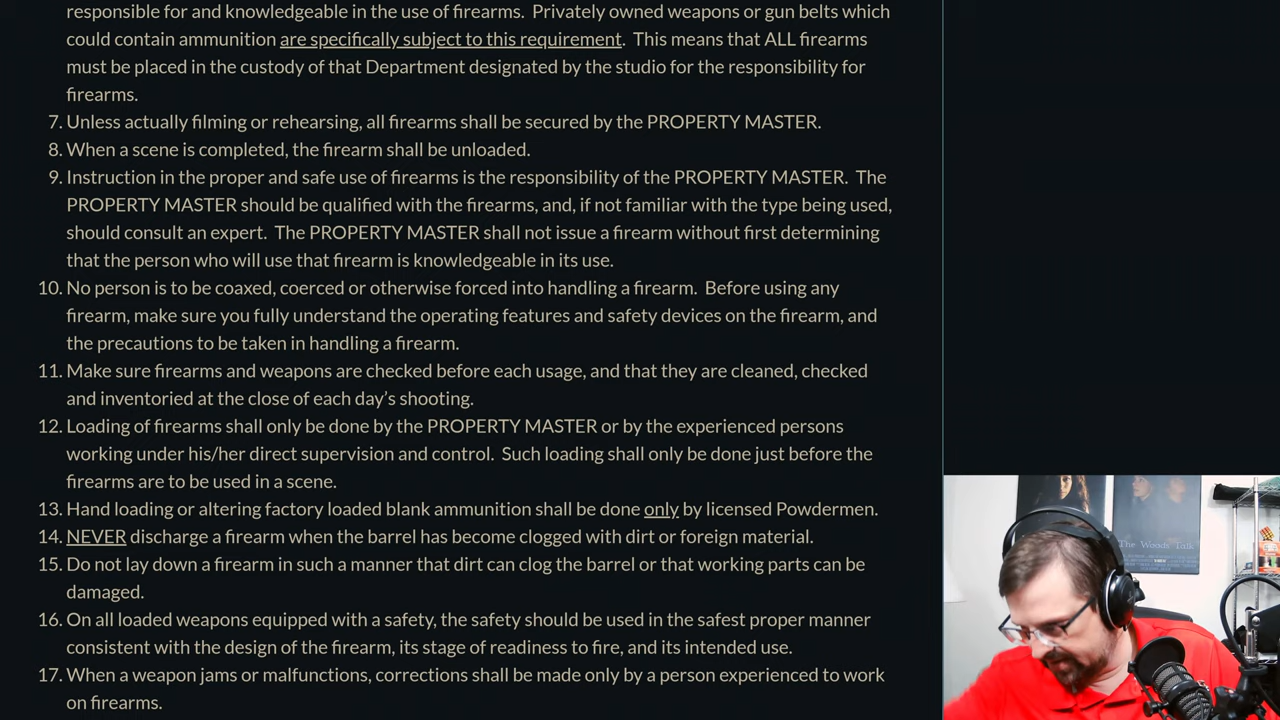 responsible for and knowledgeable in the use of firearms. Privately owned weapons or gun belts which
could contain ammunition are specifically subject to this requirement. This means that ALL firearms
must be placed in the custody of that Department designated by the studio for the responsibility for
firearms.
7. Unless actually filming or rehearsing, all firearms shall be secured by the PROPERTY MASTER.
8. When a scene is completed, the firearm shall be unloaded.
9. Instruction in the proper and safe use of firearms is the responsibility of the PROPERTY MASTER. The
PROPERTY MASTER should be qualified with the firearms, and, if not familiar with the type being used,
should consult an expert. The PROPERTY MASTER shall not issue a firearm without first determining
that the person who will use that firearm is knowledgeable in its use.
10. No person is to be coaxed, coerced or otherwise forced into handling a firearm. Before using any
firearm, make sure you fully understand the operating features and safety devices on the firearm, and
the precautions to be taken in handling a firearm.
11. Make sure firearms and weapons are checked before each usage, and that they are cleaned, checked
and inventoried at the close of each day's shooting.
12. Loading of firearms shall only be done by the PROPERTY MASTER or by the experienced persons
working under his/her direct supervision and control. Such loading shall only be done just before the
firearms are to be used in a scene.
13. Hand loading or altering factory loaded blank ammunition shall be done only by licensed Powdermen.
14. NEVER discharge a firearm when the barrel has become clogged with dirt or foreign material.
15. Do not lay down a firearm in such a manner that dirt can clog the barrel or that working parts can be
damaged.
16. On all loaded weapons equipped with a safety, the safety should be used in the safest proper manner
consistent with the design of the firearm, its stage of readiness to fire, and its intended use.
17. When a weapon jams or malfunctions, corrections shall be made only by a person experienced to work
on firearms.
The Woods Talk